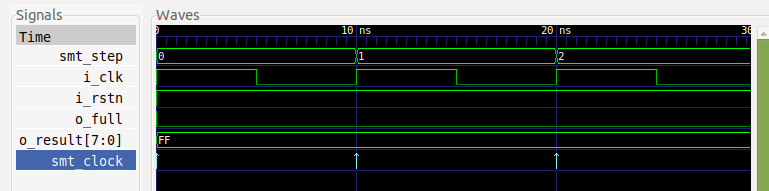 Signals
Waves
Time
0
10 ns
20 ns
30
smt_step
0
1
2
i_clk
i_rstn
o_full
o_result[7:0]
FF
smt_clock